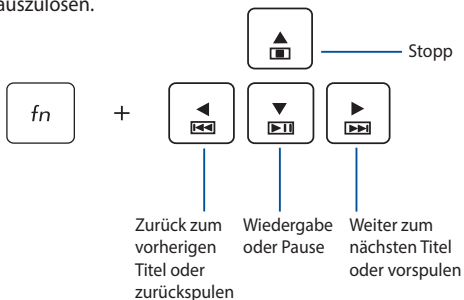 auszulösen.
Stopp
fn
+
Zurück zum
vorherigen
Titel oder
zurückspulen
Wiedergabe
oder Pause
Weiter zum
nächsten Titel
oder vorspulen